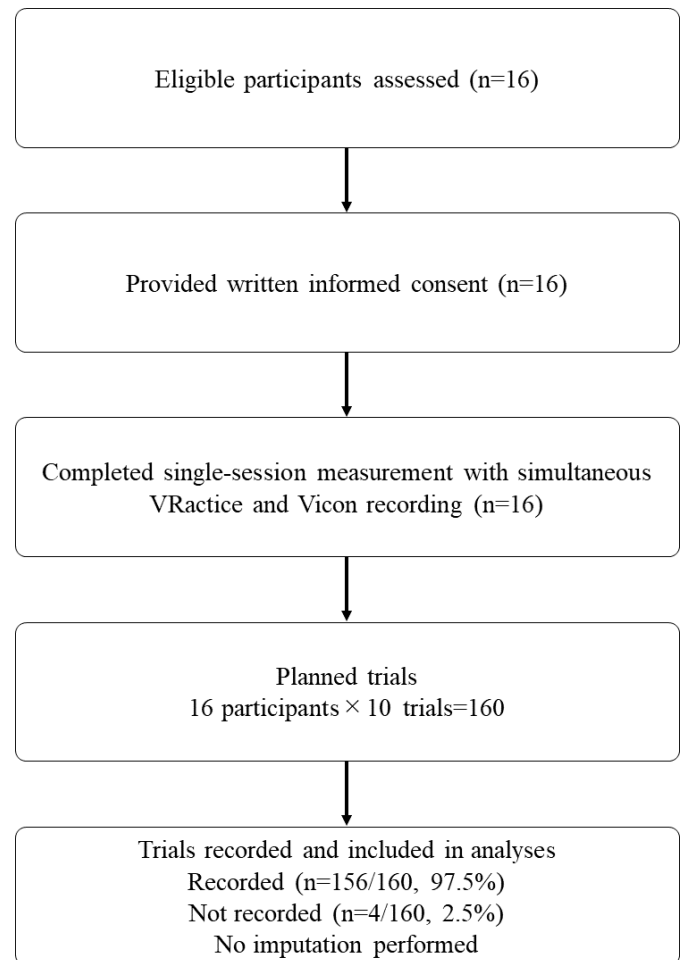 Eligible participants assessed (n=16)
Provided written informed consent (n=16)
Completed single-session measurement with simultaneous
VRactice and Vicon recording (n=16)
Planned trials
16 participants × 10 trials=160
Trials recorded and included in analyses
Recorded (n=156/160, 97.5%)
Not recorded (n=4/160, 2.5%)
No imputation performed